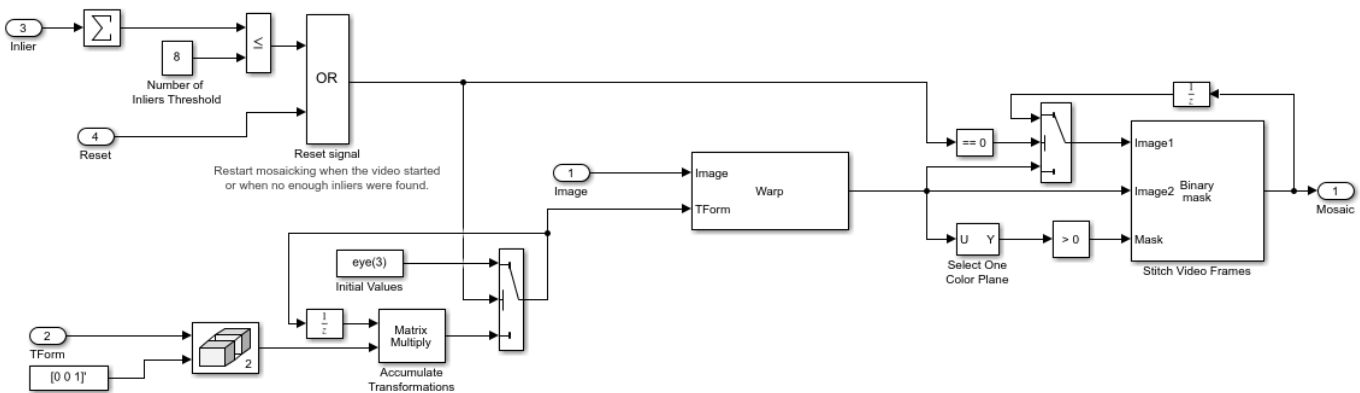 3
Inlier
Σ
8
Number of
Inliers Threshold
≤
4
Reset
OR
Reset signal
Restart mosaicking when the video started
or when no enough inliers were found.
1
Image
Image
TForm
Warp
eye(3)
Initial Values
1
z
2
TForm
[0 0 1]'
2
Matrix
Multiply
Accumulate
Transformations
== 0
1
z
U Y
Select One
Color Plane
> 0
Image1
Image2
Mask
Binary
mask
Stitch Video Frames
1
Mosaic